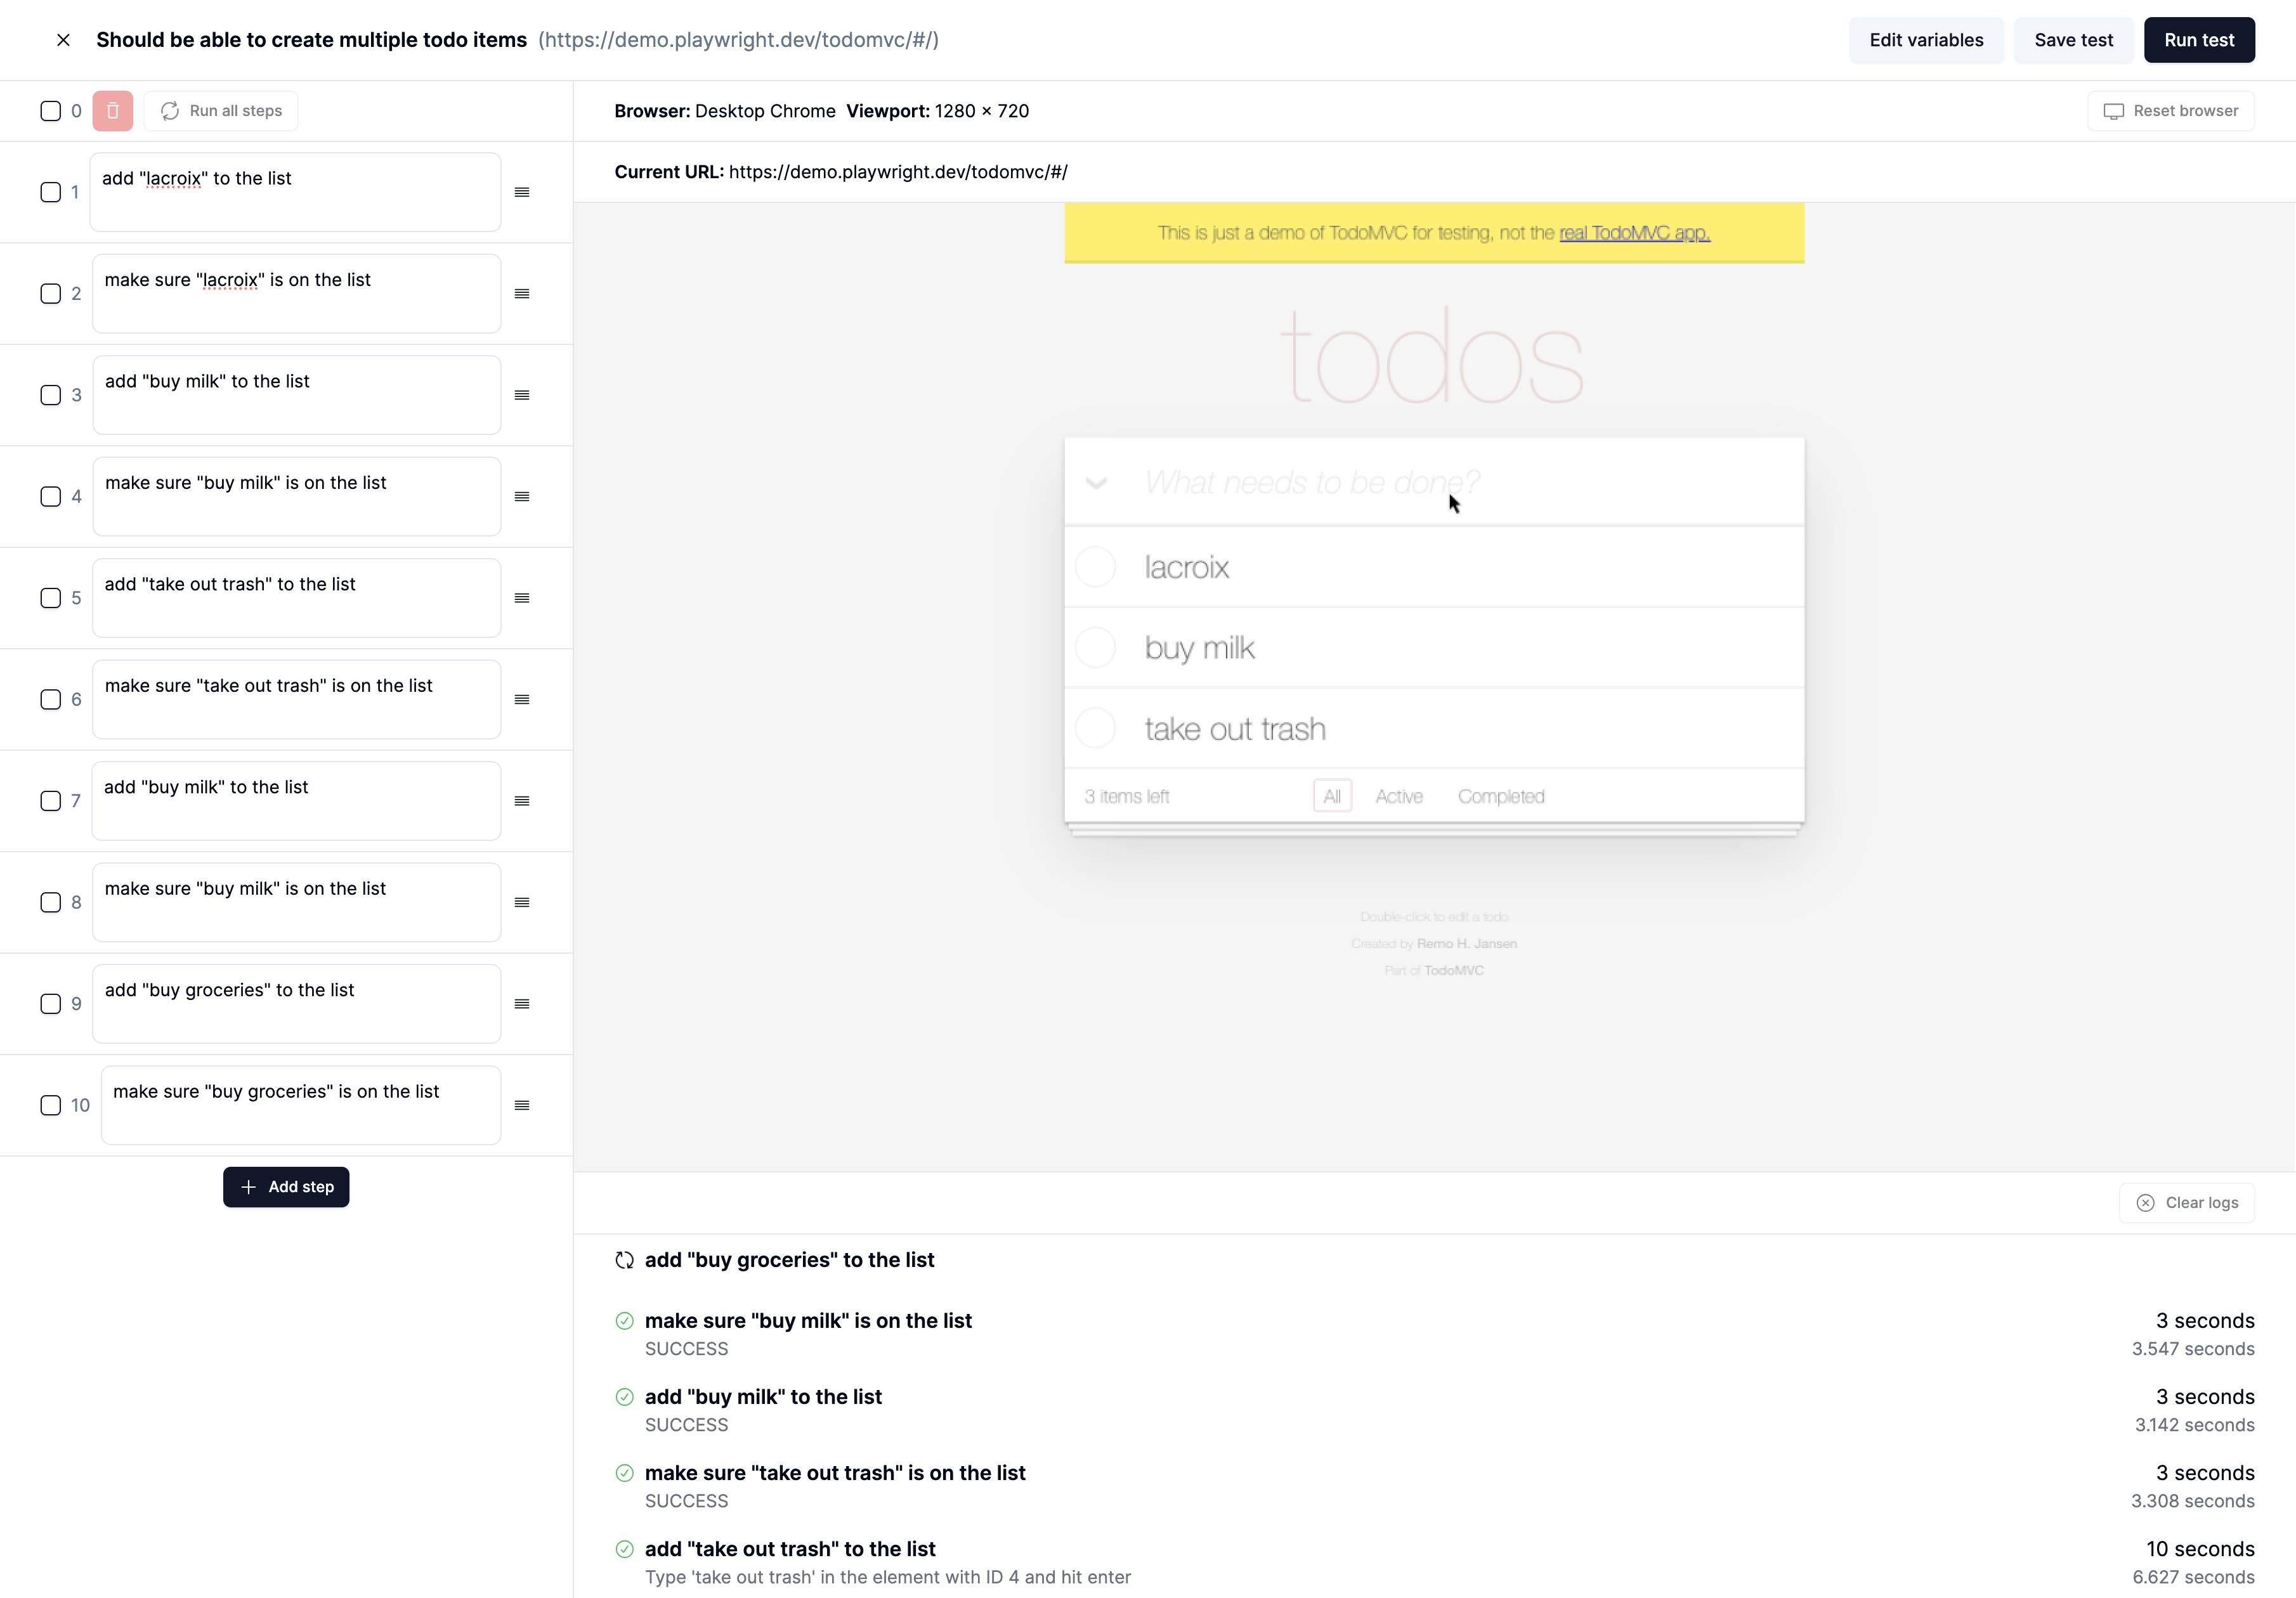 Should be able to create multiple todo items (https://demo.playwright.dev/todomvc/#/)
Edit variables
Save test
Run test
0
Run all steps
1
add "lacroix" to the list
2
make sure "lacroix" is on the list
3
add "buy milk" to the list
4
make sure "buy milk" is on the list
5
add "take out trash" to the list
6
make sure "take out trash" is on the list
7
add "buy milk" to the list
8
make sure "buy milk" is on the list
9
add "buy groceries" to the list
10
make sure "buy groceries" is on the list
Add step
Browser: Desktop Chrome Viewport: 1280 × 720
Reset browser
Current URL: https://demo.playwright.dev/todomvc/#/
This is just a demo of TodoMVC for testing, not the real TodoMVC app.
todos
What needs to be done?
lacroix
buy milk
take out trash
3 items left
All
Active
Completed
Double-click to edit a todo
Created by Remo H. Jansen
Part of TodoMVC
Clear logs
add "buy groceries" to the list
make sure "buy milk" is on the list
3 seconds
SUCCESS
3.547 seconds
add "buy milk" to the list
3 seconds
SUCCESS
3.142 seconds
make sure "take out trash" is on the list
3 seconds
SUCCESS
3.308 seconds
add "take out trash" to the list
10 seconds
Type 'take out trash' in the element with ID 4 and hit enter
6.627 seconds